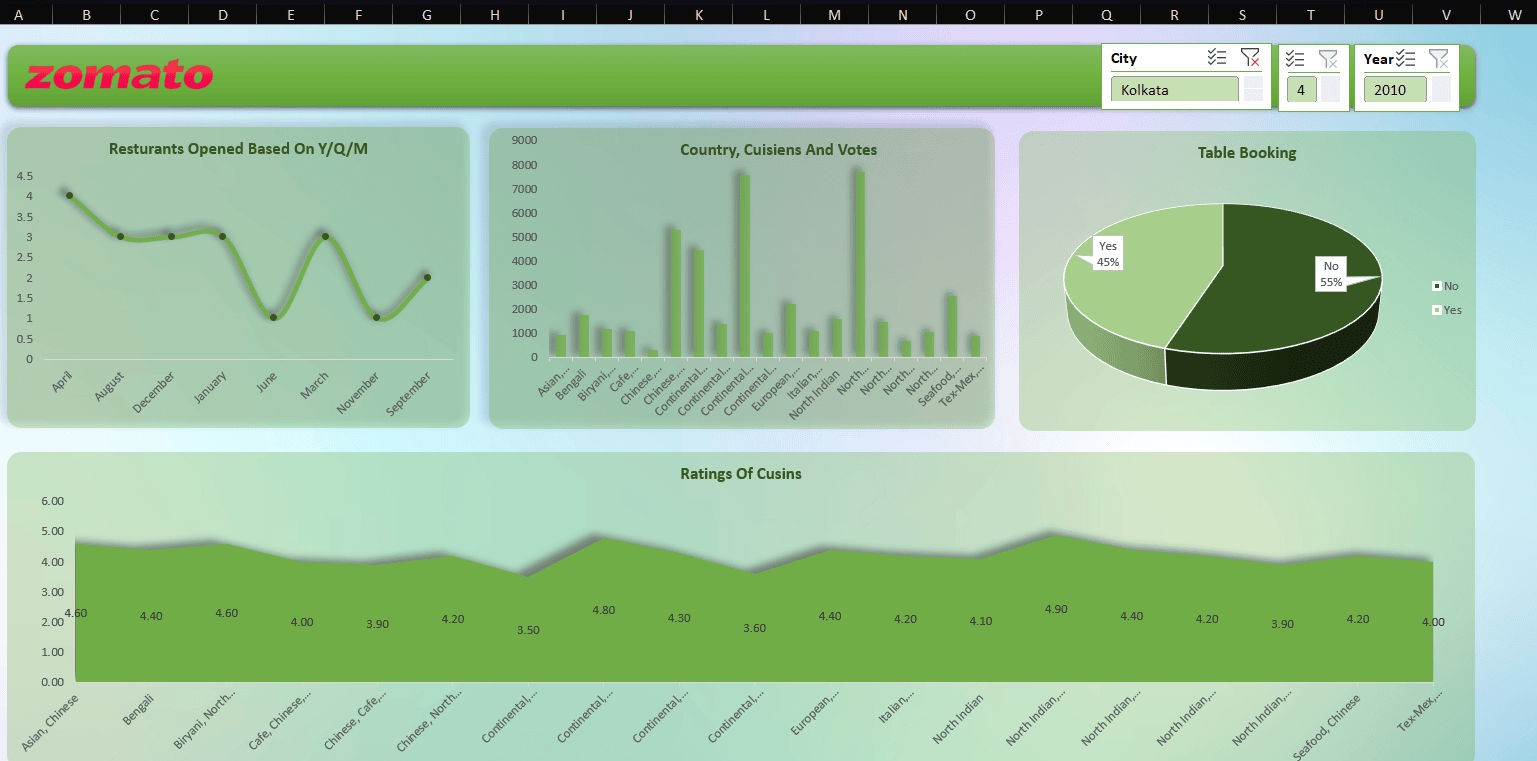 A B C D E F G H I J K L M N O P Q R S T U V W
zomato
City
Kolkata
4
Year
2010
Resturants Opened Based On Y/Q/M
4.5
4
3.5
3
2.5
2
1.5
1
0.5
0
April August December January June March November September
Country, Cuisiens And Votes
9000
8000
7000
6000
5000
4000
3000
2000
1000
0
Asian,... Bengali Biryani,... Cafe,... Chinese,... Chinese,... Continental... Continental... Continental... Continental... European,... Italian,... North Indian North... North... North... North... Seafood,... Tex-Mex,...
Table Booking
Yes
45%
No
55%
No
Yes
Ratings Of Cusins
6.00
5.00
4.00
3.00
2.00
1.00
0.00
4.60 4.40 4.60 4.00 3.90 4.20 3.50 4.80 4.30 3.60 4.40 4.20 4.10 4.90 4.40 4.20 3.90 4.20 4.00
Asian, Chinese Bengali Biryani, North... Cafe, Chinese,... Chinese, Cafe,... Chinese, North... Continental,... Continental,... Continental,... Continental,... European,... Italian,... North Indian North Indian,... North Indian,... North Indian,... North Indian,... Seafood, Chinese Tex-Mex,...